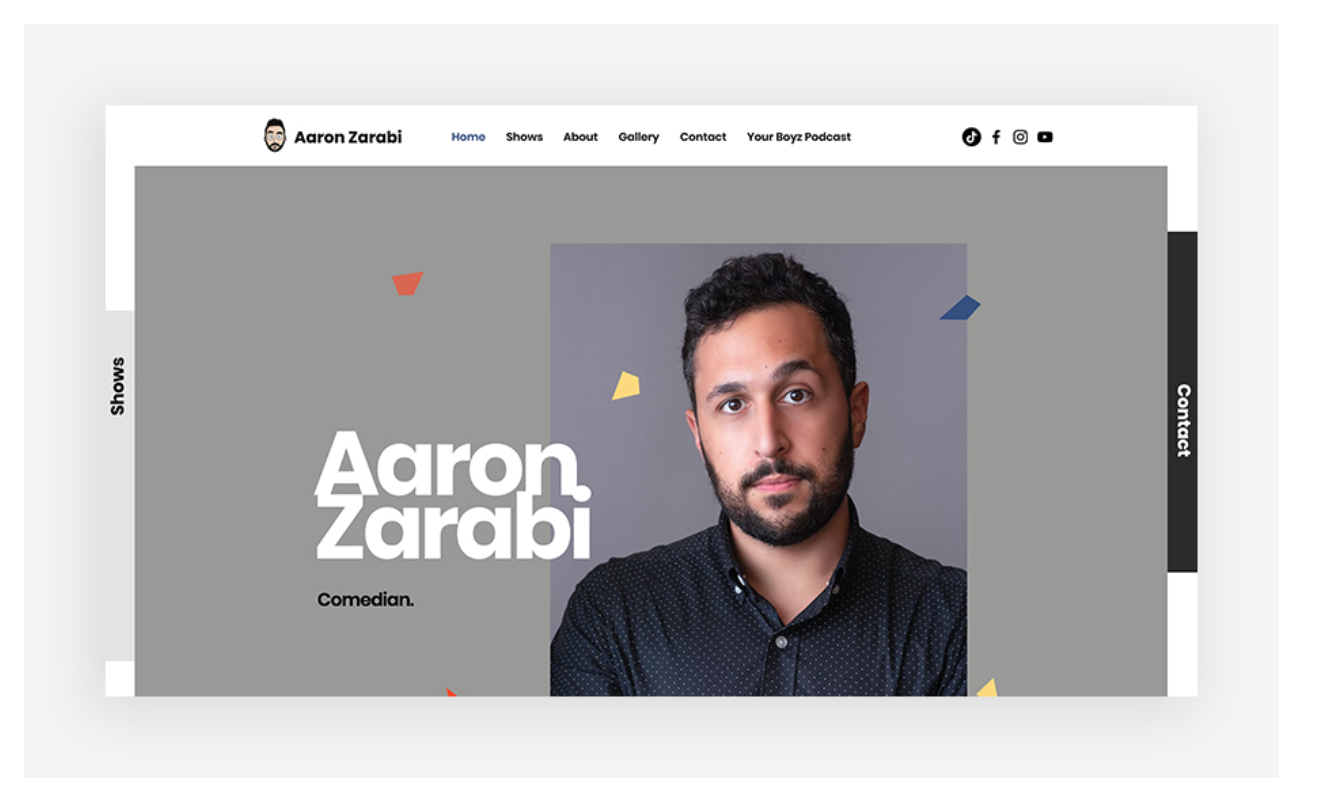 Aaron Zarabi
Home Shows About Gallery Contact Your Boyz Podcast
Shows
Contact
Aaron
Zarabi
Comedian.